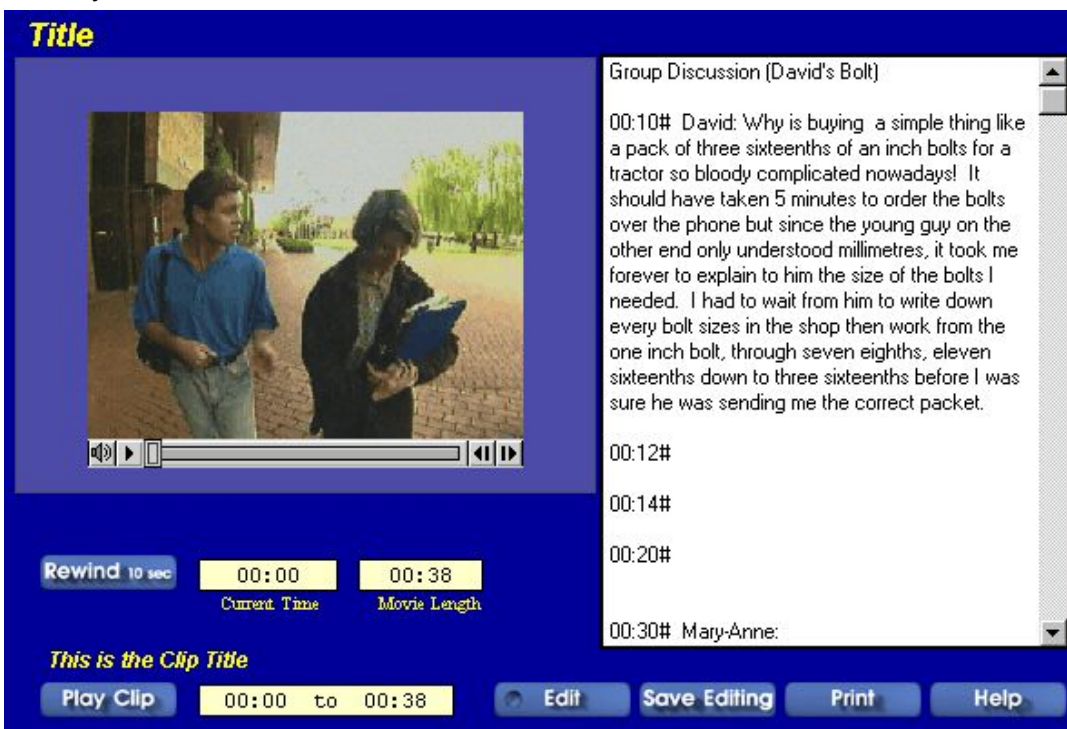 Title
Group Discussion (David's Bolt)
00:10# David: Why is buying a simple thing like
a pack of three sixteenths of an inch bolts for a
tractor so bloody complicated nowadays! It
should have taken 5 minutes to order the bolts
over the phone but since the young guy on the
other end only understood millimetres, it took me
forever to explain to him the size of the bolts I
needed. I had to wait from him to write down
every bolt sizes in the shop then work from the
one inch bolt, through seven eighths, eleven
sixteenths down to three sixteenths before I was
sure he was sending me the correct packet.
00:12#
00:14#
00:20#
00:30# Mary-Anne:
Rewind 10 sec
00:00
00:38
Current Time
Movie Length
This is the Clip Title
Play Clip
00:00 to 00:38
Edit
Save Editing
Print
Help